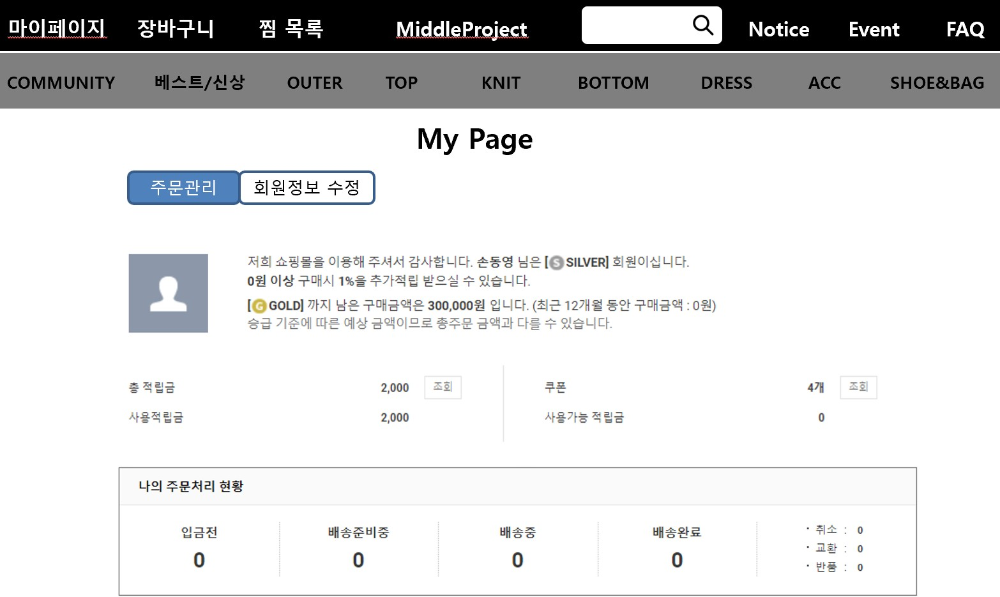 마이페이지 장바구니 찜 목록 MiddleProject Notice Event FAQ
COMMUNITY 베스트/신상 OUTER TOP KNIT BOTTOM DRESS ACC SHOE&BAG
My Page
주문관리 회원정보 수정
저희 쇼핑몰을 이용해 주셔서 감사합니다. 손동영 님은 [S SILVER] 회원이십니다.
0원 이상 구매시 1%을 추가적립 받으실 수 있습니다.
[G GOLD] 까지 남은 구매금액은 300,000원 입니다. (최근 12개월 동안 구매금액 : 0원)
승급 기준에 따른 예상 금액이므로 총주문 금액과 다를 수 있습니다.
총 적립금 2,000 조회 쿠폰 4개 조회
사용적립금 2,000 사용가능 적립금 0
나의 주문처리 현황
입금전 배송준비중 배송중 배송완료
0 0 0 0
· 취소 : 0
· 교환 : 0
· 반품 : 0